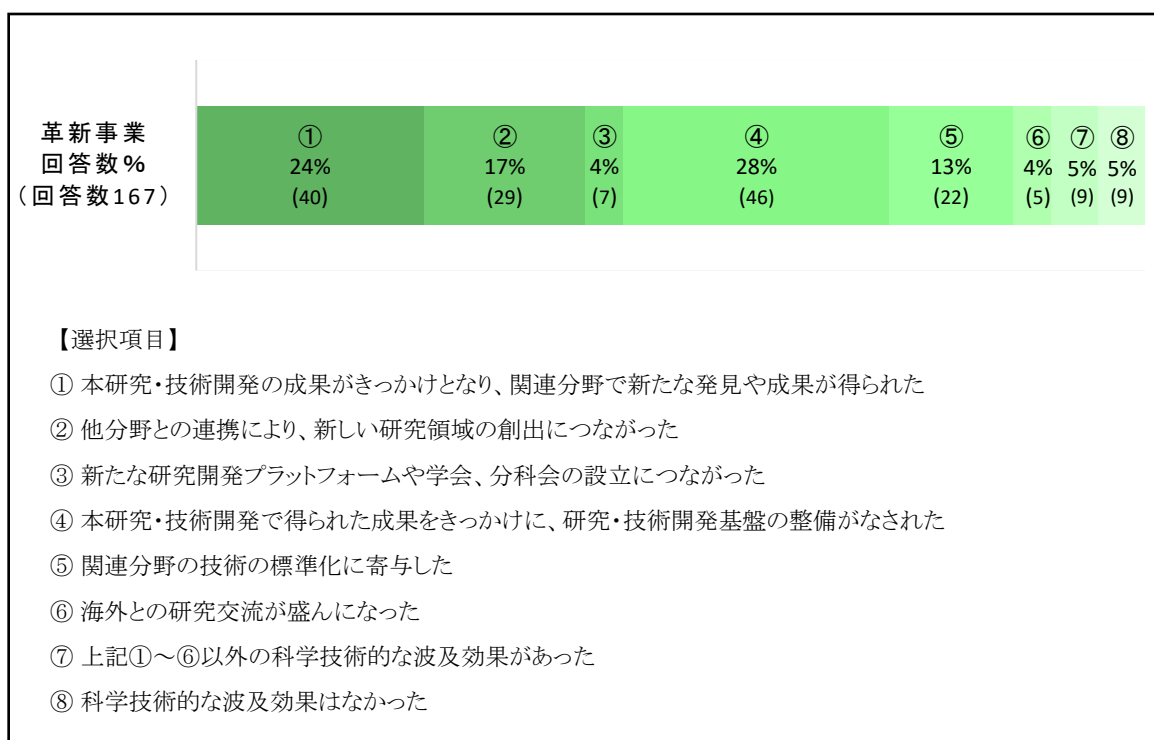 革新事業
回答数%
（回答数167）
① ② ③ ④ ⑤ ⑥ ⑦ ⑧
24% 17% 4% 28% 13% 4% 5% 5%
(40) (29) (7) (46) (22) (5) (9) (9)
【選択項目】
① 本研究・技術開発の成果がきっかけとなり、関連分野で新たな発見や成果が得られた
② 他分野との連携により、新しい研究領域の創出につながった
③ 新たな研究開発プラットフォームや学会、分科会の設立につながった
④ 本研究・技術開発で得られた成果をきっかけに、研究・技術開発基盤の整備がなされた
⑤ 関連分野の技術の標準化に寄与した
⑥ 海外との研究交流が盛んになった
⑦ 上記①～⑥以外の科学技術的な波及効果があった
⑧ 科学技術的な波及効果はなかった